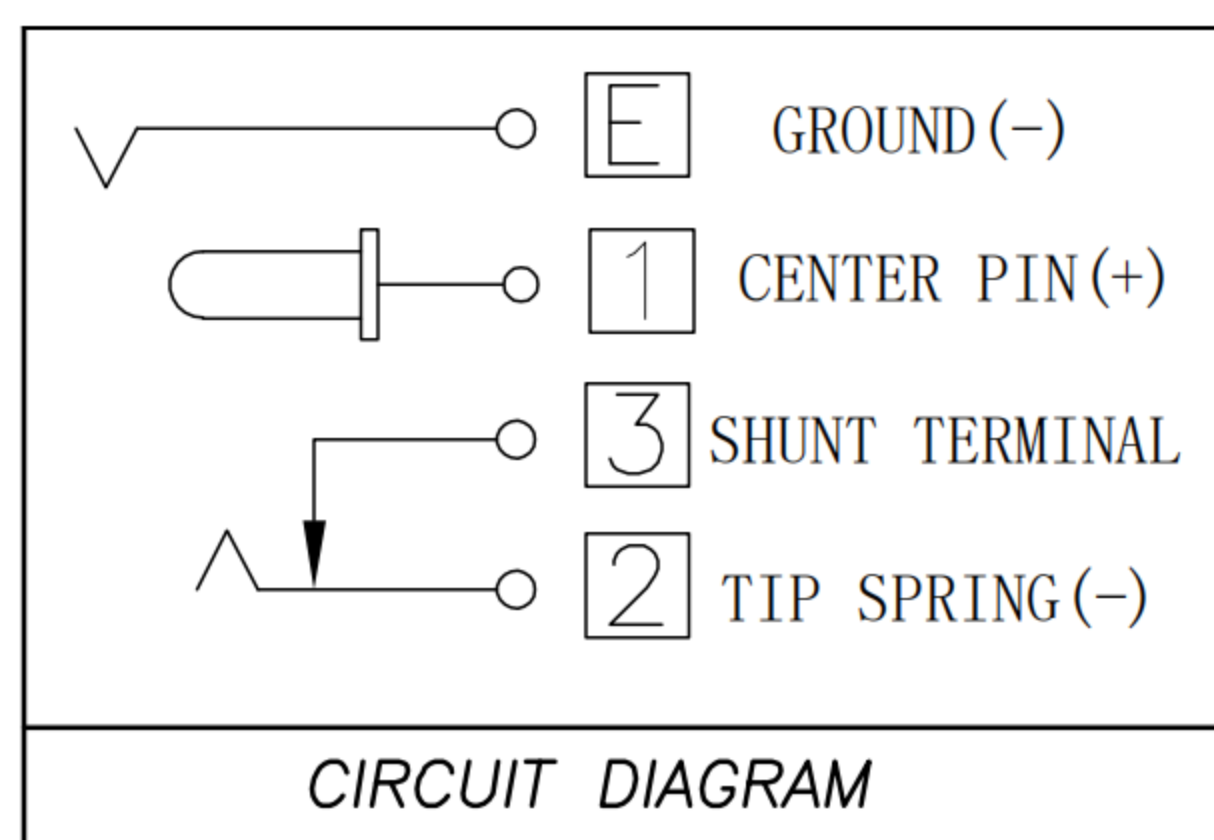 E GROUND(-)
1 CENTER PIN(+)
3 SHUNT TERMINAL
2 TIP SPRING(-)
CIRCUIT DIAGRAM